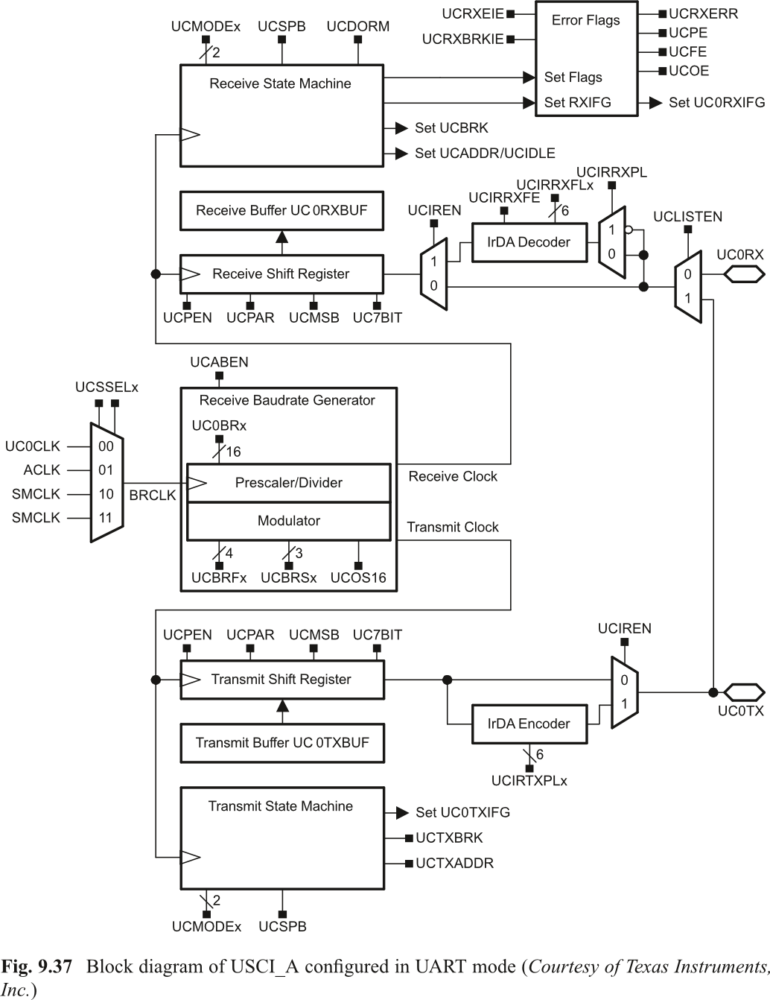 UCMODEx
UCSPB
UCDORM
2
UCRXEIE
UCRXBRKIE
Error Flags
Set Flags
Set RXIFG
UCRXERR
UCPE
UCFE
UCOE
Set UC0RXIFG
Receive State Machine
Set UCBRK
Set UCADDR/UCIDLE
Receive Buffer UC 0RXBUF
Receive Shift Register
UCPEN
UCPAR
UCMSB
UC7BIT
UCIREN
1
0
UCIRRXFE
UCIRRXFLx
6
IrDA Decoder
UCIRRXPL
1
0
UCLISTEN
0
1
UC0RX
UCABEN
Receive Baudrate Generator
UCSSELx
UC0CLK
00
ACLK
01
SMCLK
10
SMCLK
11
BRCLK
UC0BRx
16
Prescaler/Divider
Modulator
4
3
UCBRFx
UCBRSx
UCOS16
Receive Clock
Transmit Clock
UCPEN
UCPAR
UCMSB
UC7BIT
Transmit Shift Register
Transmit Buffer UC 0TXBUF
UCIREN
0
1
IrDA Encoder
6
UCIRTXPLx
UC0TX
Transmit State Machine
Set UC0TXIFG
UCTXBRK
UCTXADDR
2
UCMODEx
UCSPB
Fig. 9.37 Block diagram of USCI_A configured in UART mode (Courtesy of Texas Instruments,
Inc.)